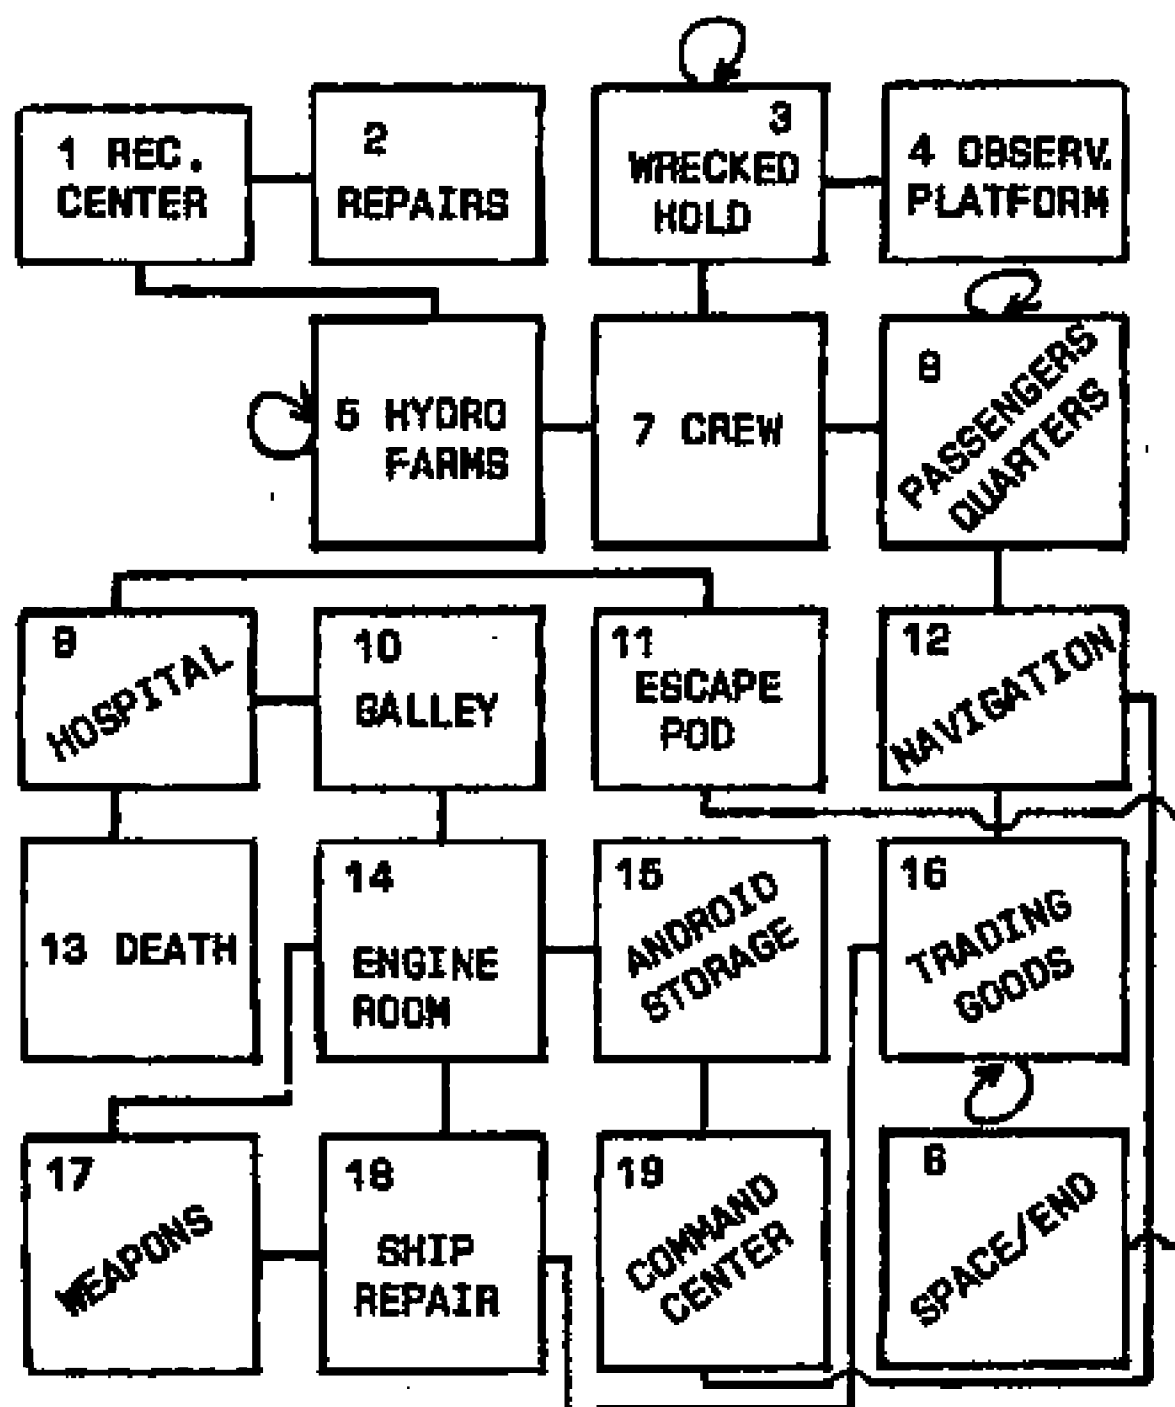 1 REC.
CENTER
2
REPAIRS
3
WRECKED
HOLD
4 OBSERV.
PLATFORM
5 HYDRO
FARMS
7 CREW
8
PASSENGERS
QUARTERS
9
HOSPITAL
10
GALLEY
11
ESCAPE
POD
12
NAVIGATION
13 DEATH
14
ENGINE
ROOM
15
ANDROID
STORAGE
16
TRADING
GOODS
17
WEAPONS
18
SHIP
REPAIR
19
COMMAND
CENTER
6
SPACE/END